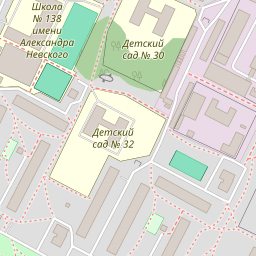 Школа
№ 138
имени
Александра
Невского
Детский
сад № 30
Детский
сад № 32